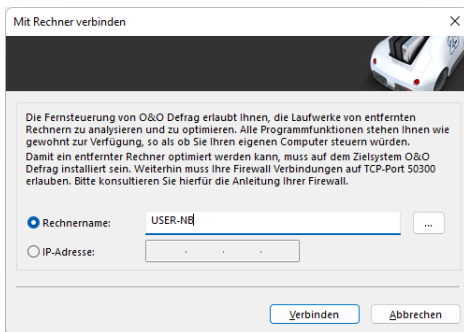 Mit Rechner verbinden
Die Fernsteuerung von O&O Defrag erlaubt Ihnen, die Laufwerke von entfernten
Rechnern zu analysieren und zu optimieren. Alle Programmfunktionen stehen Ihnen wie
gewohnt zur Verfügung, so als ob Sie Ihren eigenen Computer steuern würden.
Damit ein entfernter Rechner optimiert werden kann, muss auf dem Zielsystem O&O
Defrag installiert sein. Weiterhin muss Ihre Firewall Verbindungen auf TCP-Port 50300
erlauben. Bitte konsultieren Sie hierfür die Anleitung Ihrer Firewall.
Rechnername: USER-NB ...
IP-Adresse: . . .
Verbinden Abbrechen